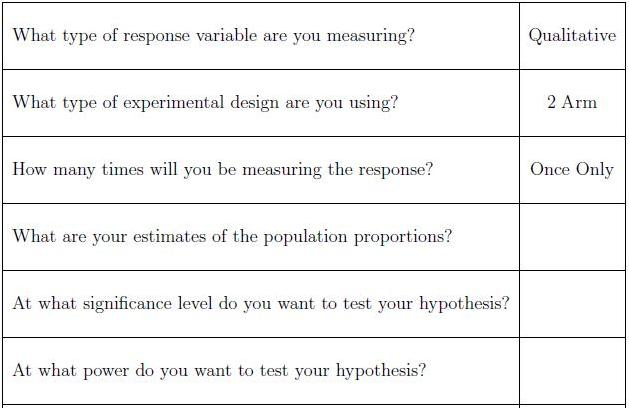 What type of response variable are you measuring? Qualitative
What type of experimental design are you using? 2 Arm
How many times will you be measuring the response? Once Only
What are your estimates of the population proportions?
At what significance level do you want to test your hypothesis?
At what power do you want to test your hypothesis?